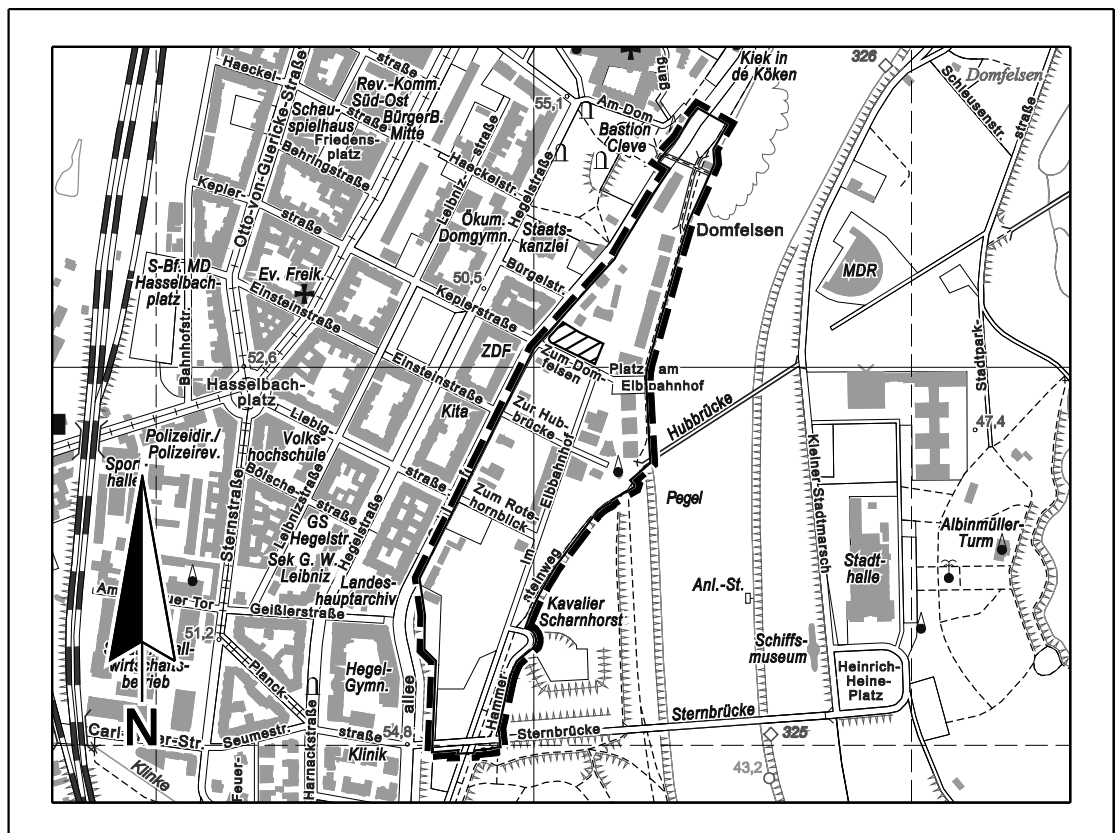 Haeckel-
straße
straße
Rev.-Komm.
Süd-Ost
BürgerB.
Mitte
Schau-
spielhaus
Friedens-
platz
Behringstraße
Otto-von-Guericke-Straße
Kepler-
straße
55,1
Am-Dom
gang
Kiek in
de Köken
Bastion
Cleve
326
Domfelsen
Schleusenstr.
straße
Leibniz-
straße
Haeckelstr.
Hegelstraße
Ökum.
Domgymn.
Staats-
kanzlei
Domfelsen
MDR
S-Bf. MD
Hasselbach-
platz
Ev. Freik.
Einsteinstraße
Bahnhofstr.
50,5
Bürgelstr.
Keplerstraße
ZDF
Zum-Dom-
felsen
Platz am
Elbbahnhof
Stadtpark-
52,6
Hasselbach-
platz
Einsteinstraße
Kita
Zur Hub-
brücke
Hubbrücke
Liebig-
straße
Polizeidir./
Polizeirev.
Sport-
halle
Volks-
hochschule
Bölsche-
straße
Leibnizstraße
Hegelstraße
Sternstraße
Elbbahnhof
Im
Zum Rote-
hornblick
Pegel
Kleiner-Stadtmarsch
47,4
Albinmüller-
Turm
Stadt-
halle
GS
Hegelstr.
Sek G. W.
Leibniz
Landes-
hauptarchiv
Geißlerstraße
51,2
Steinweg
Hammer-
Kavalier
Scharnhorst
Anl.-St.
Schiffs-
museum
Heinrich-
Heine-
Platz
wirtschafts-
betrieb
Planck-
Hegel-
Gymn.
allee
N
Seumestr.
straße
54,8
Klinik
Harnackstraße
Feuer-
Klinke
Sternbrücke
Sternbrücke
325
43,2